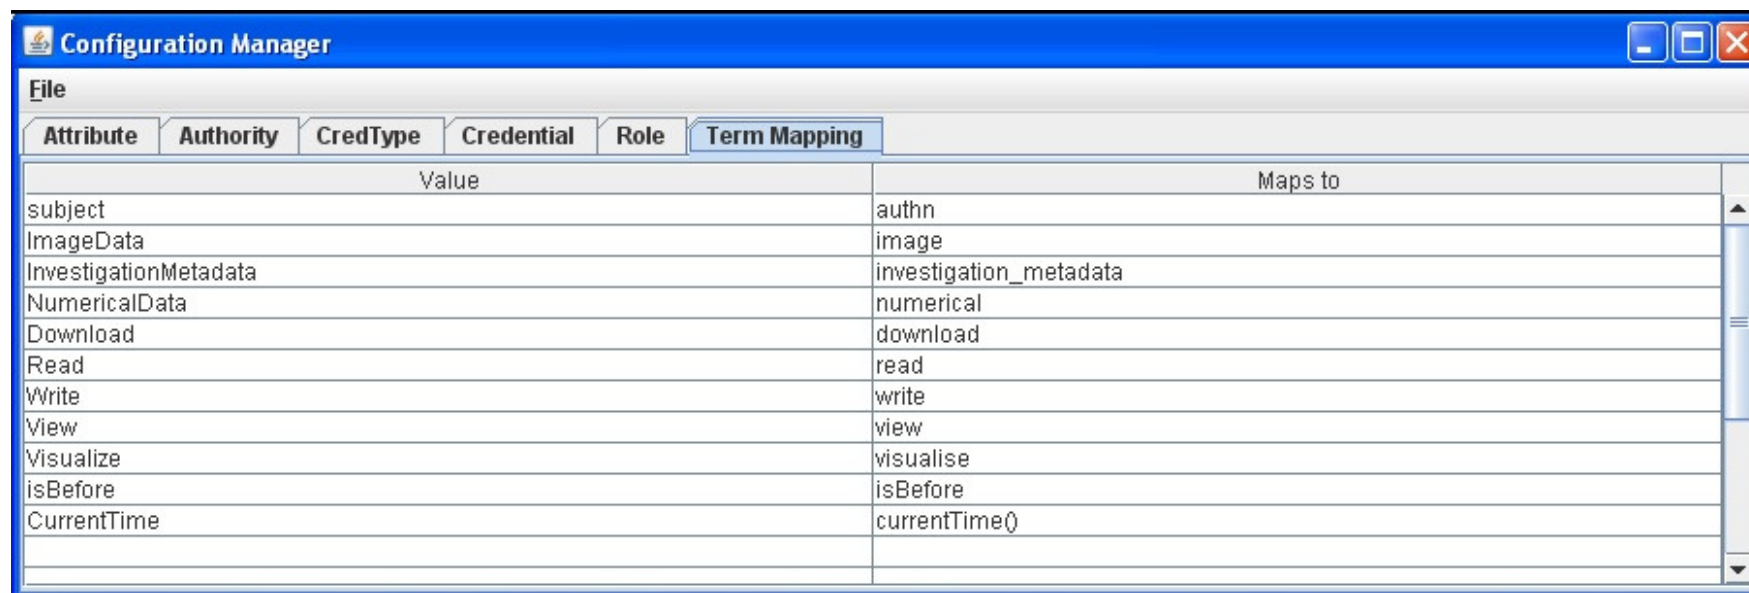 Configuration Manager
File
Attribute Authority CredType Credential Role Term Mapping
Value Maps to
subject authn
ImageData image
InvestigationMetadata investigation_metadata
NumericalData numerical
Download download
Read read
Write write
View view
Visualize visualise
isBefore isBefore
CurrentTime currentTime()